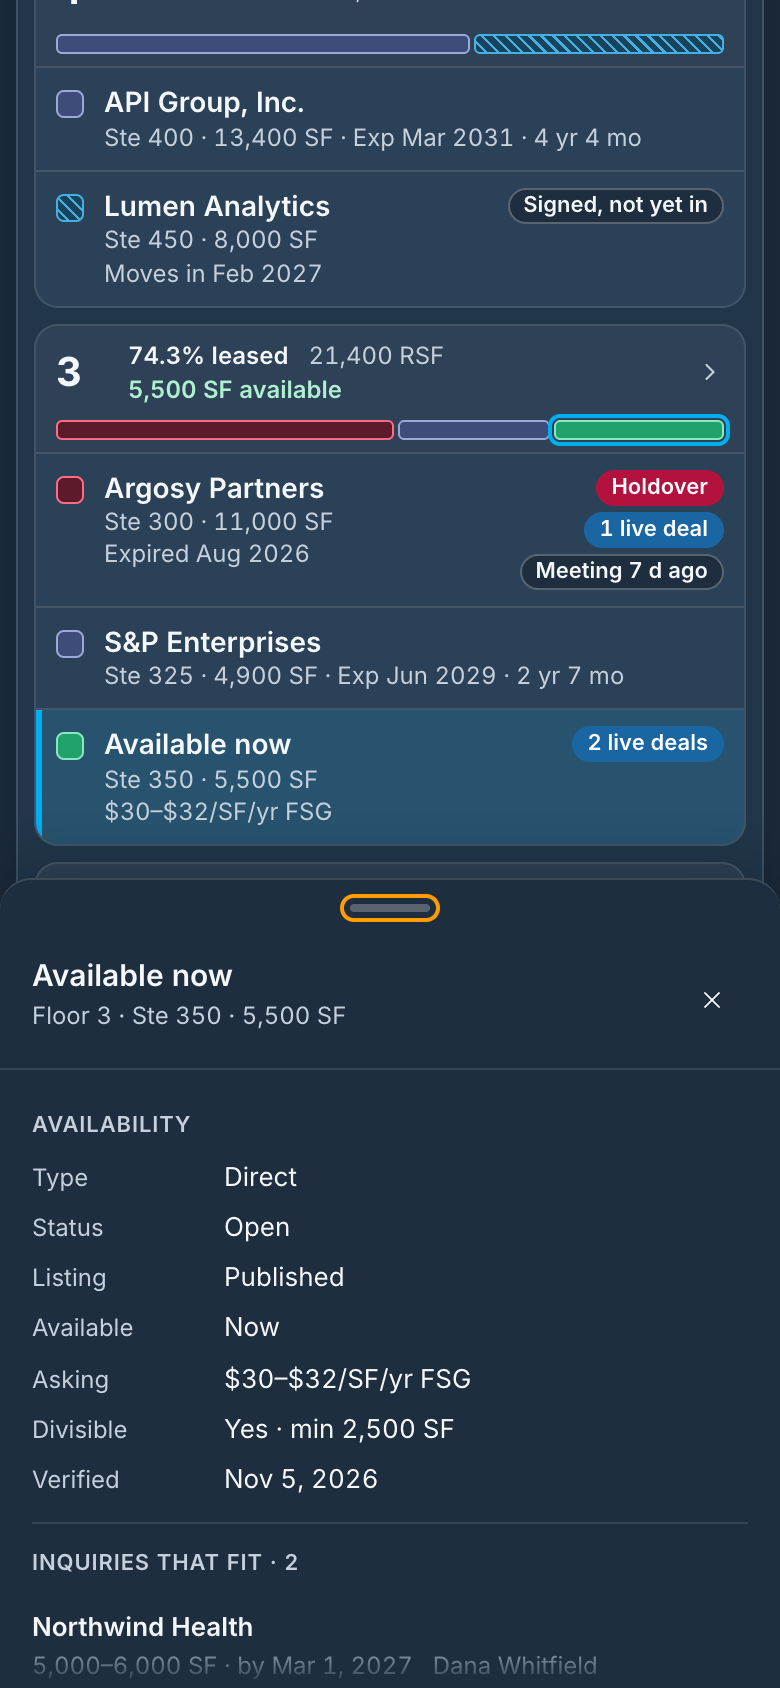 API Group, Inc.
Ste 400 · 13,400 SF · Exp Mar 2031 · 4 yr 4 mo
Lumen Analytics
Signed, not yet in
Ste 450 · 8,000 SF
Moves in Feb 2027
3
74.3% leased 21,400 RSF
5,500 SF available
Argosy Partners
Holdover
Ste 300 · 11,000 SF
1 live deal
Expired Aug 2026
Meeting 7 d ago
S&P Enterprises
Ste 325 · 4,900 SF · Exp Jun 2029 · 2 yr 7 mo
Available now
2 live deals
Ste 350 · 5,500 SF
$30–$32/SF/yr FSG
Available now
Floor 3 · Ste 350 · 5,500 SF
AVAILABILITY
Type Direct
Status Open
Listing Published
Available Now
Asking $30–$32/SF/yr FSG
Divisible Yes · min 2,500 SF
Verified Nov 5, 2026
INQUIRIES THAT FIT · 2
Northwind Health
5,000–6,000 SF · by Mar 1, 2027 Dana Whitfield